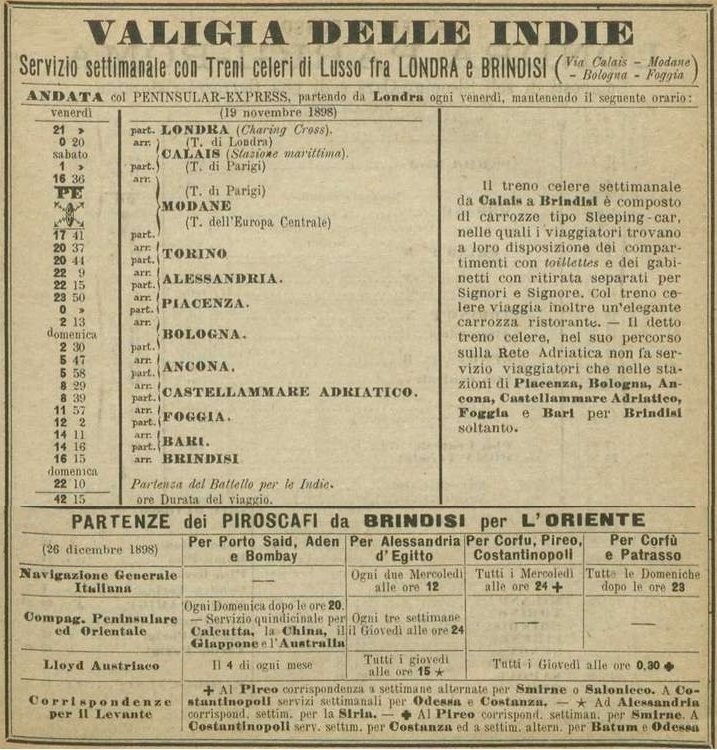 VALIGIA DELLE INDIE
Servizio settimanale con Treni celeri di Lusso fra LONDRA e BRINDISI (Via Calais – Modane – Bologna – Foggia)
ANDATA col PENINSULAR-EXPRESS, partendo da Londra ogni venerdì, mantenendo il seguente orario:
venerdì (19 novembre 1898)
21 » part. LONDRA (Charing Cross).
0 20 arr. (T. di Londra)
sabato CALAIS (Stazione marittima).
1 » part. (T. di Parigi)
16 36 arr.
PE (T. di Parigi)
MODANE
(T. dell'Europa Centrale)
17 41 part.
20 37 arr.
TORINO
20 44 part.
22 9 arr.
ALESSANDRIA.
22 15 part.
23 50 arr.
PIACENZA.
0 » part.
2 13 arr.
domenica BOLOGNA.
2 30 part.
5 47 arr.
ANCONA.
5 58 part.
8 29 arr.
CASTELLAMMARE ADRIATICO.
8 39 part.
11 57 arr.
FOGGIA.
12 2 part.
14 11 arr.
BARI.
14 16 part.
16 15 arr. BRINDISI
domenica
22 10 Partenza del Battello per le Indie.
42 15 ore Durata del viaggio.
Il treno celere settimanale
da Calais a Brindisi è composto
di carrozze tipo Sleeping-car,
nelle quali i viaggiatori trovano
a loro disposizione dei compar-
timenti con toillettes e dei gabi-
netti con ritirata separati per
Signori e Signore. Col treno ce-
lere viaggia inoltre un'elegante
carrozza ristorante. — Il detto
treno celere, nel suo percorso
sulla Rete Adriatica non fa ser-
vizio viaggiatori che nelle sta-
zioni di Piacenza, Bologna, An-
cona, Castellammare Adriatico,
Foggia e Bari per Brindisi
soltanto.
PARTENZE dei PIROSCAFI da BRINDISI per L'ORIENTE
(26 dicembre 1898)
Per Porto Said, Aden
e Bombay
Per Alessandria
d'Egitto
Per Corfu, Pireo,
Costantinopoli
Per Corfù
e Patrasso
Navigazione Generale
Italiana
—
Ogni due Mercoledì
alle ore 12
Tutti i Mercoledì
alle ore 24 ✚
Tutte le Domeniche
dopo le ore 23
Compag. Peninsulare
ed Orientale
Ogni Domenica dopo le ore 20.
— Servizio quindicinale per
Calcutta, la China, il
Giappone e l'Australia
Ogni tre settimane
il Giovedì alle ore 24
—
—
Lloyd Austriaco
Il 4 di ogni mese
Tutti i giovedì
alle ore 15 ★
Tutti i Giovedì alle ore 0,30 ✚
Corrispondenze
per il Levante
✚ Al Pireo corrispondenza a settimane alternate per Smirne o Salonicco. A Co-
stantinopoli servizi settimanali per Odessa e Costanza. — ★ Ad Alessandria
corrispond. settim. per la Siria. — ✚ Al Pireo corrispond. settiman. per Smirne. A
Costantinopoli serv. settim. per Costanza ed a settim. altern. per Batum e Odessa